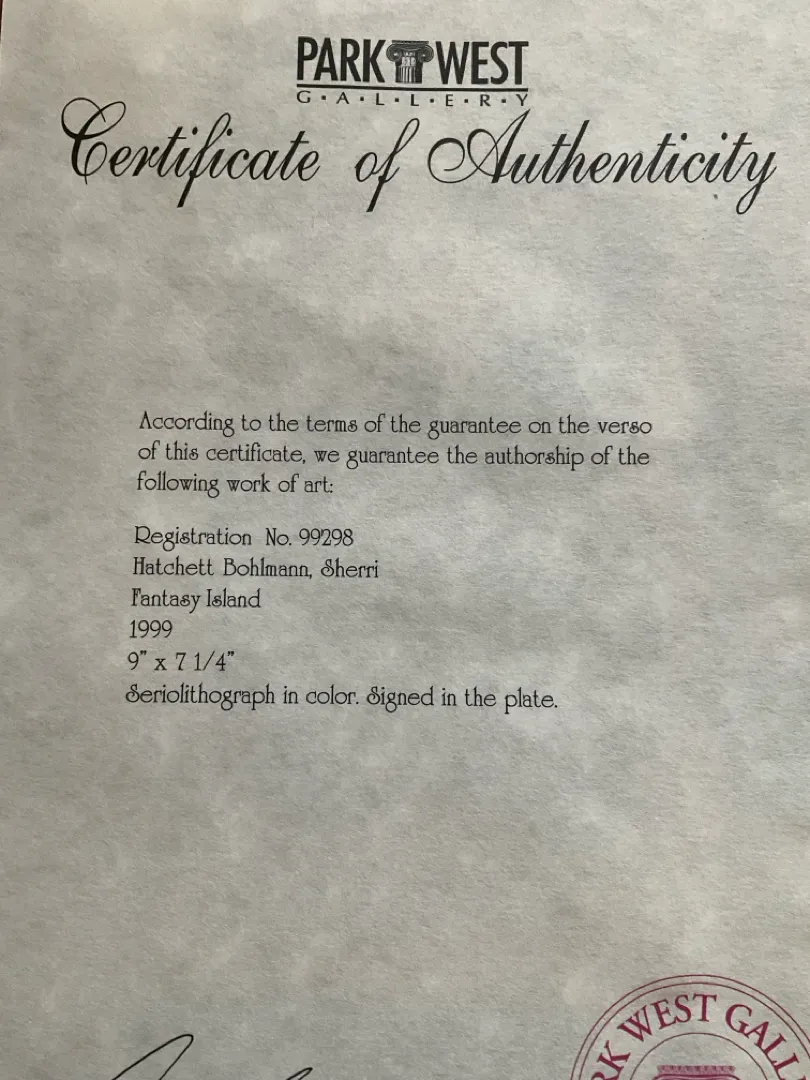 PARK WEST
G·A·L·L·E·R·Y
Certificate of Authenticity
According to the terms of the guarantee on the verso
of this certificate, we guarantee the authorship of the
following work of art:
Registration No. 99298
Hatchett Bohlmann, Sherri
Fantasy Island
1999
9" x 7 1/4"
Seriolithograph in color. Signed in the plate.
WEST